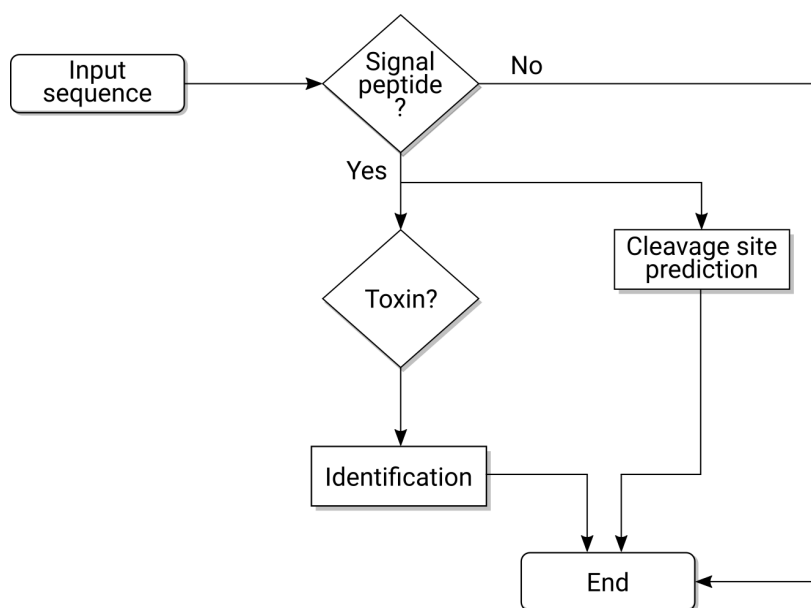 Input
sequence
Signal
peptide
?
No
Yes
Cleavage site
prediction
Toxin?
Identification
End